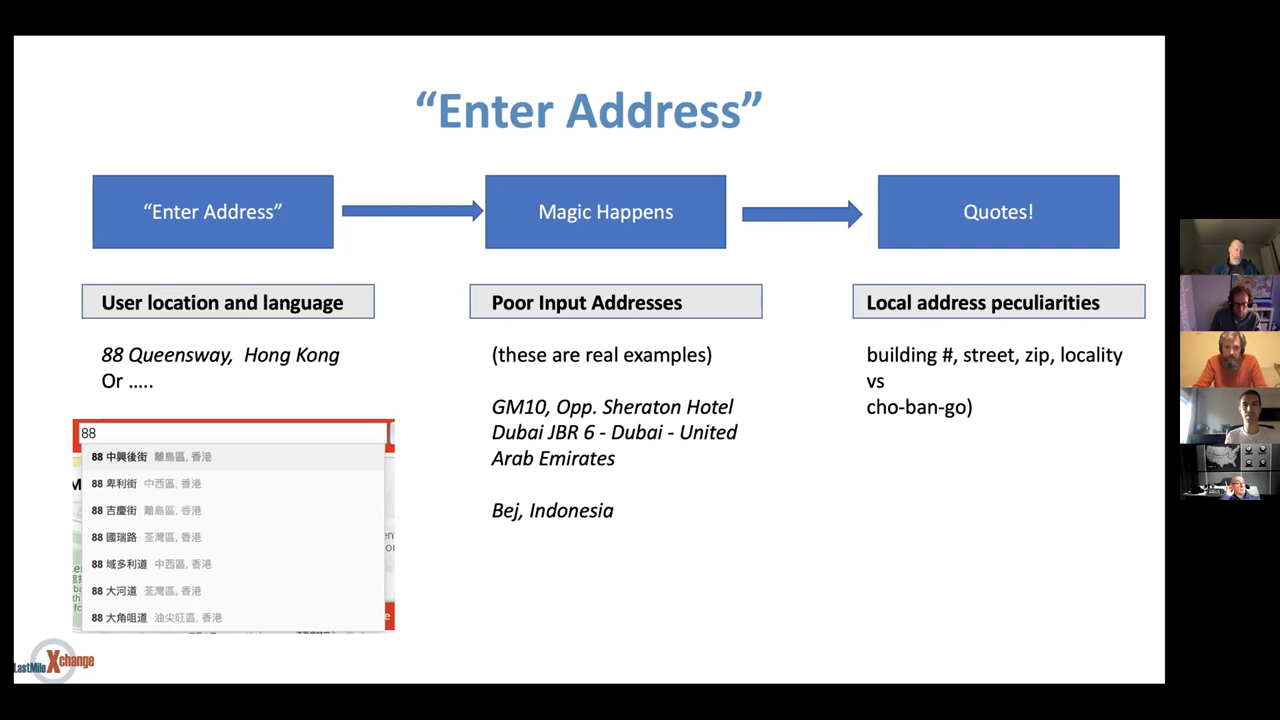 “Enter Address”
“Enter Address”
Magic Happens
Quotes!
User location and language
88 Queensway, Hong Kong
Or …..
88
88 中興後街 離島區, 香港
88 卑利街 中西區, 香港
88 吉慶街 離島區, 香港
88 國瑞路 荃灣區, 香港
88 域多利道 中西區, 香港
88 大河道 荃灣區, 香港
88 大角咀道 油尖旺區, 香港
Poor Input Addresses
(these are real examples)
GM10, Opp. Sheraton Hotel
Dubai JBR 6 - Dubai - United
Arab Emirates
Bej, Indonesia
Local address peculiarities
building #, street, zip, locality
vs
cho-ban-go)
LastMileXchange